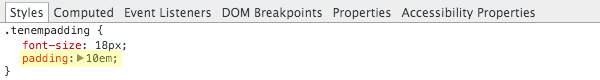 Styles Computed Event Listeners DOM Breakpoints Properties Accessibility Properties
.tenempadding {
font-size: 18px;
padding:▶10em;
}